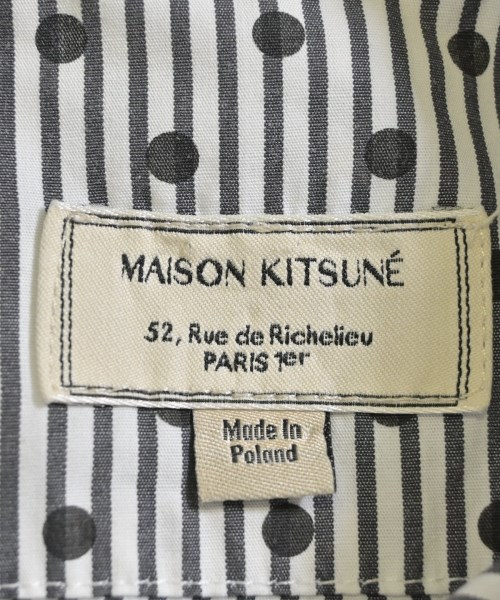 MAISON KITSUNÉ
52, Rue de Richelieu
PARIS 1er
Made In
Poland